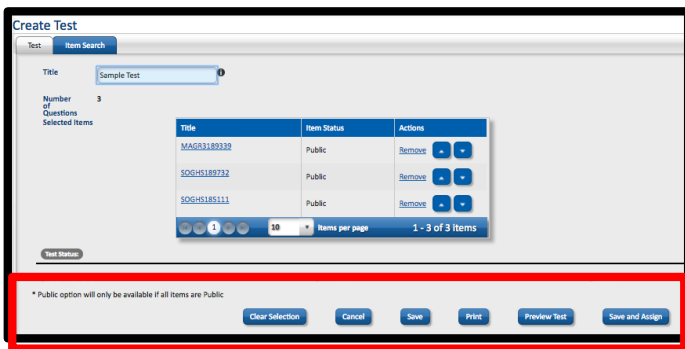 Create Test
Test Item Search
Title Sample Test
Number of Questions 3
Selected Items
Title Item Status Actions
MAGR3189339 Public Remove
SOGHS189732 Public Remove
SOGHS185111 Public Remove
1 10 Items per page 1 - 3 of 3 items
Test Status:
* Public option will only be available if all items are Public
Clear Selection Cancel Save Print Preview Test Save and Assign